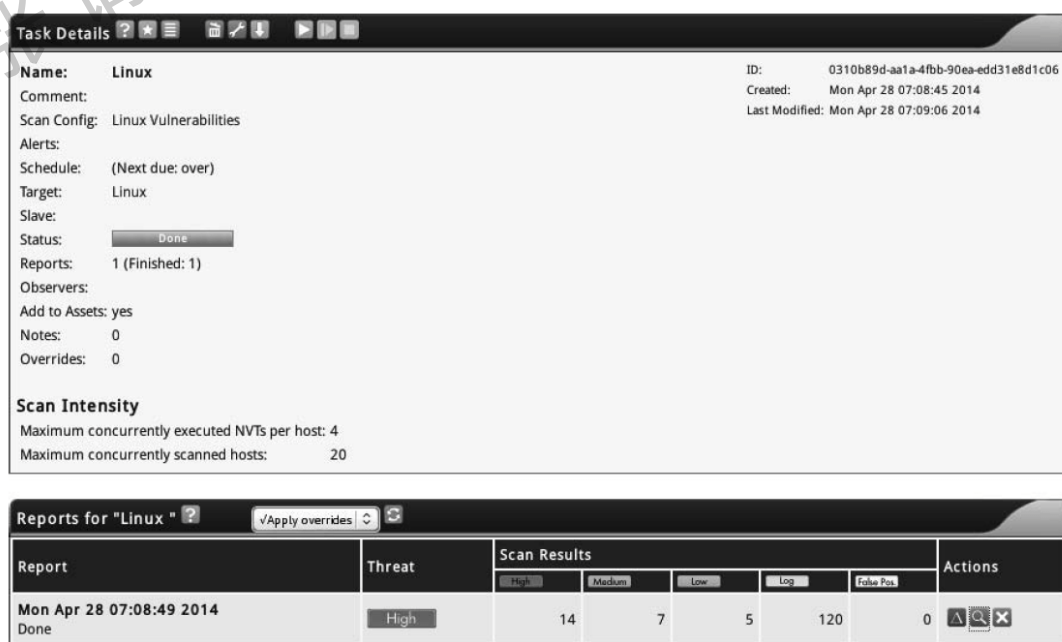 Task Details ?
Name: Linux
Comment:
Scan Config: Linux Vulnerabilities
Alerts:
Schedule: (Next due: over)
Target: Linux
Slave:
Status: Done
Reports: 1 (Finished: 1)
Observers:
Add to Assets: yes
Notes: 0
Overrides: 0
ID: 0310b89d-aa1a-4fbb-90ea-edd31e8d1c06
Created: Mon Apr 28 07:08:45 2014
Last Modified: Mon Apr 28 07:09:06 2014
Scan Intensity
Maximum concurrently executed NVTs per host: 4
Maximum concurrently scanned hosts: 20
Reports for "Linux " ? √Apply overrides
Report Threat Scan Results Actions
High Medium Low Log False Pos.
Mon Apr 28 07:08:49 2014
Done
High 14 7 5 120 0 Δ